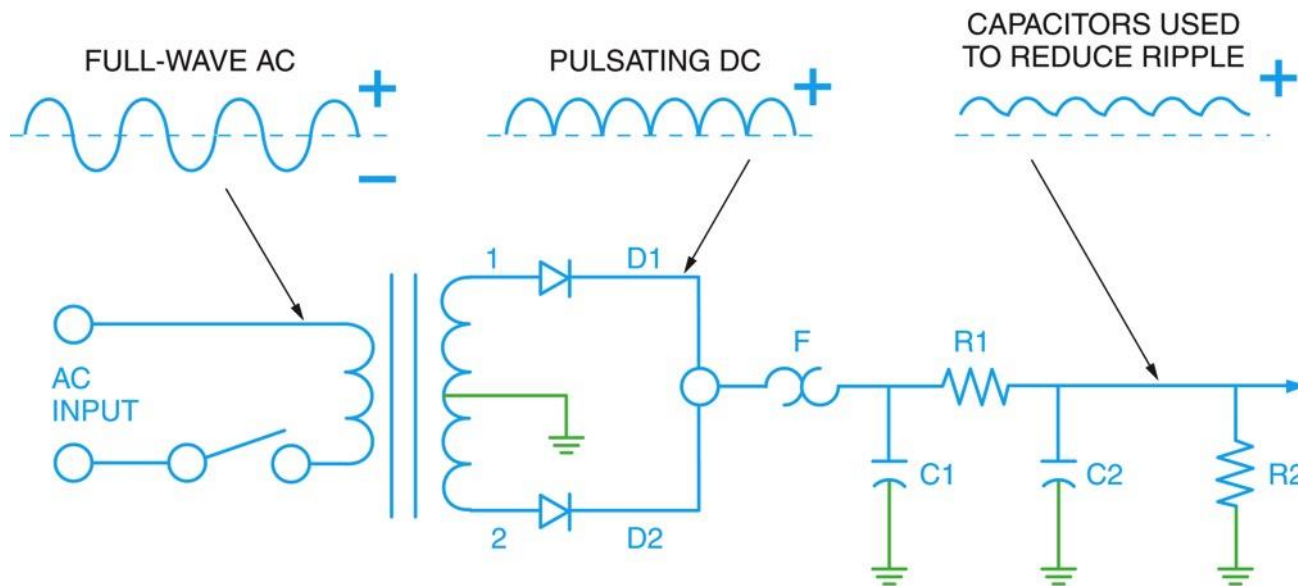 FULL-WAVE AC
+
−
PULSATING DC
+
CAPACITORS USED
TO REDUCE RIPPLE
+
AC
INPUT
1
D1
2
D2
F
R1
C1
C2
R2